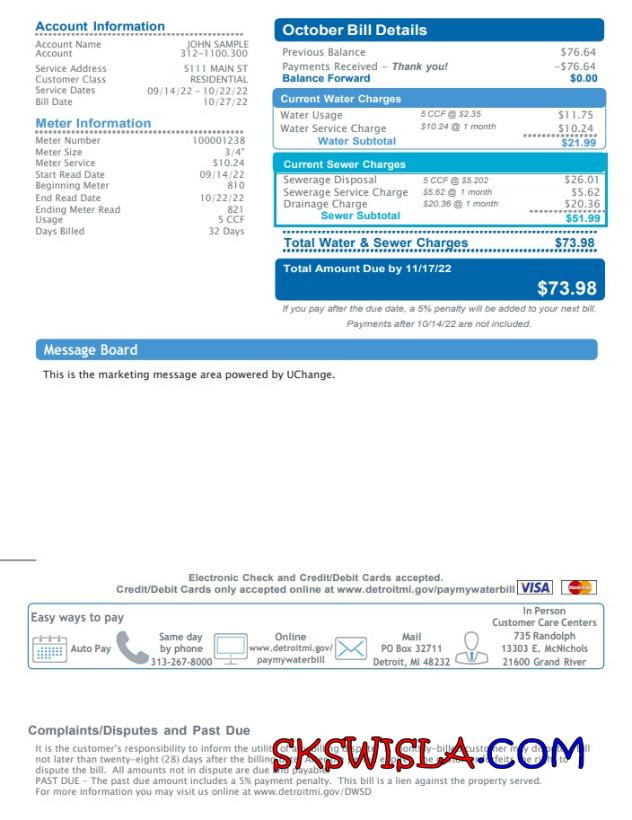 Account Information
Account Name JOHN SAMPLE
Account 312-1100.300
Service Address 5111 MAIN ST
Customer Class RESIDENTIAL
Service Dates 09/14/22 - 10/22/22
Bill Date 10/27/22
Meter Information
Meter Number 100001238
Meter Size 3/4"
Meter Service $10.24
Start Read Date 09/14/22
Beginning Meter 810
End Read Date 10/22/22
Ending Meter Read 821
Usage 5 CCF
Days Billed 32 Days
October Bill Details
Previous Balance $76.64
Payments Received - Thank you! -$76.64
Balance Forward $0.00
Current Water Charges
Water Usage 5 CCF @ $2.35 $11.75
Water Service Charge $10.24 @ 1 month $10.24
Water Subtotal $21.99
Current Sewer Charges
Sewerage Disposal 5 CCF @ $5.202 $26.01
Sewerage Service Charge $5.62 @ 1 month $5.62
Drainage Charge $20.36 @ 1 month $20.36
Sewer Subtotal $51.99
Total Water & Sewer Charges $73.98
Total Amount Due by 11/17/22
$73.98
If you pay after the due date, a 5% penalty will be added to your next bill.
Payments after 10/14/22 are not included.
Message Board
This is the marketing message area powered by UChange.
Electronic Check and Credit/Debit Cards accepted.
Credit/Debit Cards only accepted online at www.detroitmi.gov/paymywaterbill VISA MasterCard
Easy ways to pay
Auto Pay
Same day
by phone
313-267-8000
Online
www.detroitmi.gov/
paymywaterbill
Mail
PO Box 32711
Detroit, MI 48232
In Person
Customer Care Centers
735 Randolph
13303 E. McNichols
21600 Grand River
Complaints/Disputes and Past Due
It is the customer's responsibility to inform the utility of a billing dispute. monthly-billed customer may bill
not later than twenty-eight (28) days after the billing to
dispute the bill. All amounts not in dispute are due and payable.
PAST DUE - The past due amount includes a 5% payment penalty. This bill is a lien against the property served.
For more information you may visit us online at www.detroitmi.gov/DWSD
SKSWISLA.COM